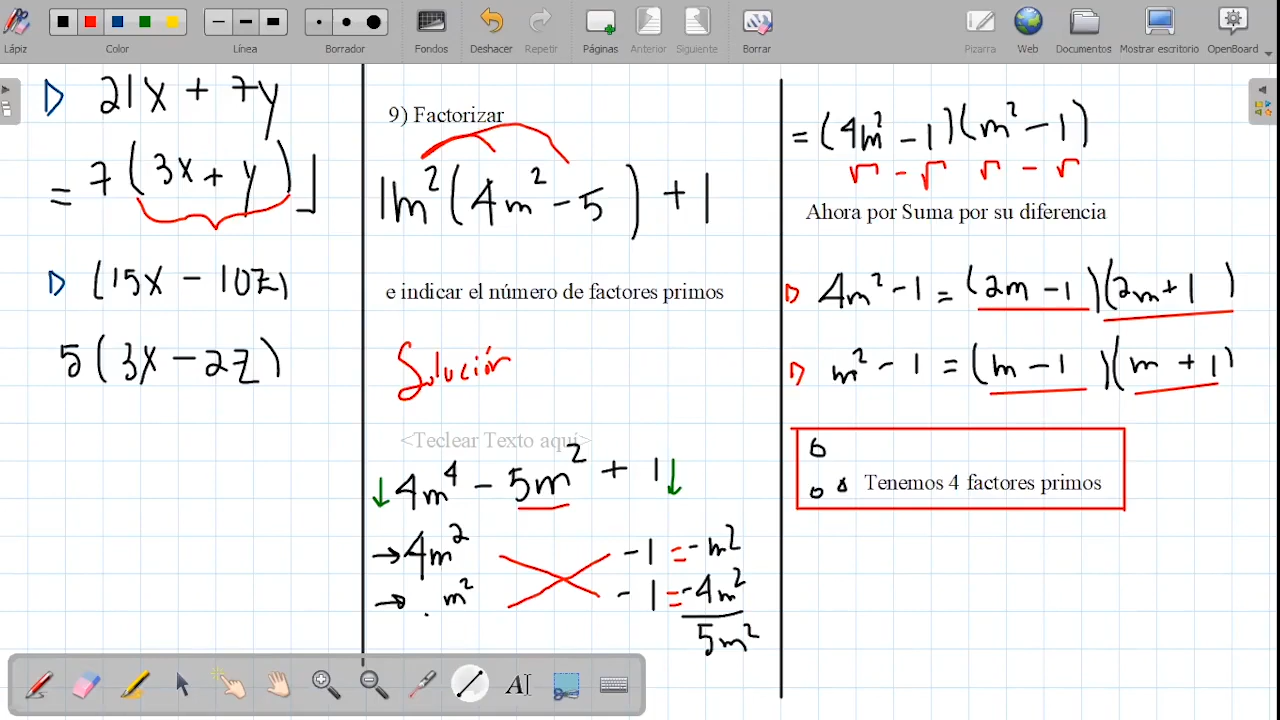 Lápiz Color Línea Borrador Fondos Deshacer Repetir Páginas Anterior Siguiente Borrar Pizarra Web Documentos Mostrar escritorio OpenBoard
21x + 7y
= 7(3x + y)
(15x - 10z)
5(3x - 2z)
9) Factorizar
1m²(4m² - 5) + 1
e indicar el número de factores primos
Solución
<Teclear Texto aquí>
↓4m⁴ - 5m² + 1↓
→4m² -1 = -m²
→. m² -1 = -4m²
5m²
= (4m² - 1)(m² - 1)
√ - √ √ - √
Ahora por Suma por su diferencia
4m² - 1 = (2m - 1)(2m + 1)
m² - 1 = (m - 1)(m + 1)
Tenemos 4 factores primos
AI